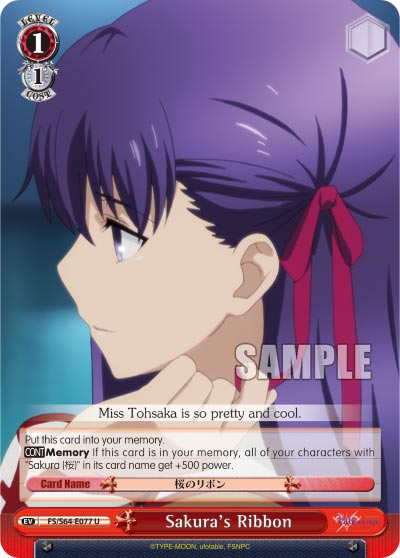 LEVEL
1
1
COST
SAMPLE
Miss Tohsaka is so pretty and cool.
Put this card into your memory.
CONT Memory If this card is in your memory, all of your characters with
"Sakura [桜]" in its card name get +500 power.
Card Name 桜のリボン
EV FS/S64-E077 U Sakura's Ribbon
©TYPE-MOON, ufotable, FSNPC